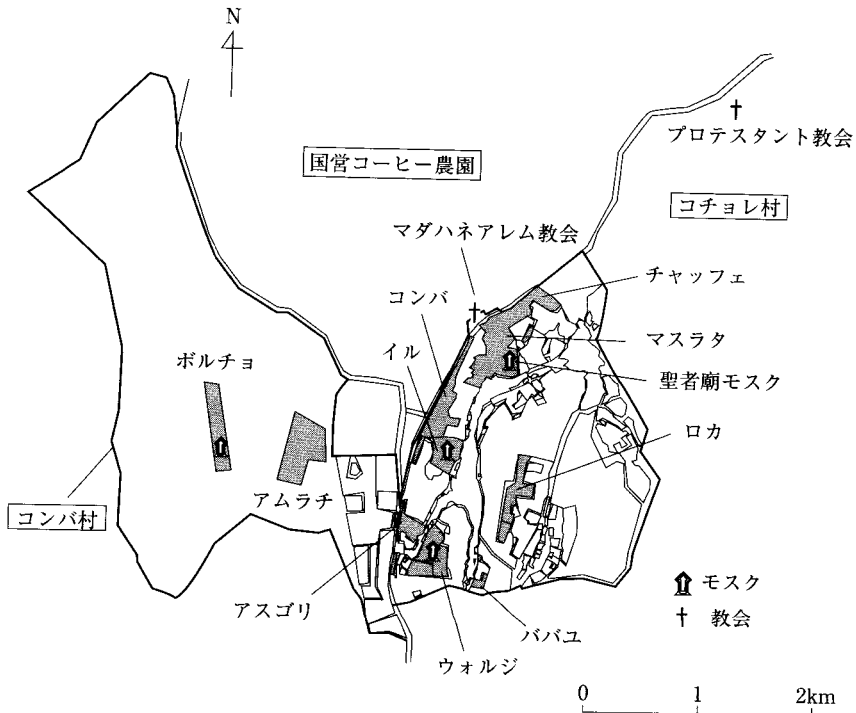 N
プロテスタント教会
国営コーヒー農園
コチョレ村
マダハネアレム教会
チャッフェ
コンバ
マスラタ
イル
ボルチョ
聖者廟モスク
ロカ
アムラチ
コンバ村
モスク
アスゴリ
教会
ババユ
ウォルジ
0 1 2km